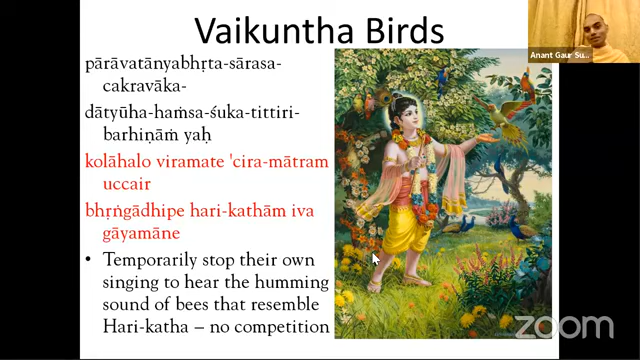 Vaikuntha Birds
Anant Gaur Su...
pārāvatānyabhṛta-sārasa-
cakravāka-
dātyūha-haṁsa-śuka-tittiri-
barhiṇāṁ yaḥ
kolāhalo viramate 'cira-mātram
uccair
bhṛṅgādhipe hari-kathām iva
gāyamāne
• Temporarily stop their own
singing to hear the humming
sound of bees that resemble
Hari-katha – no competition
zoom